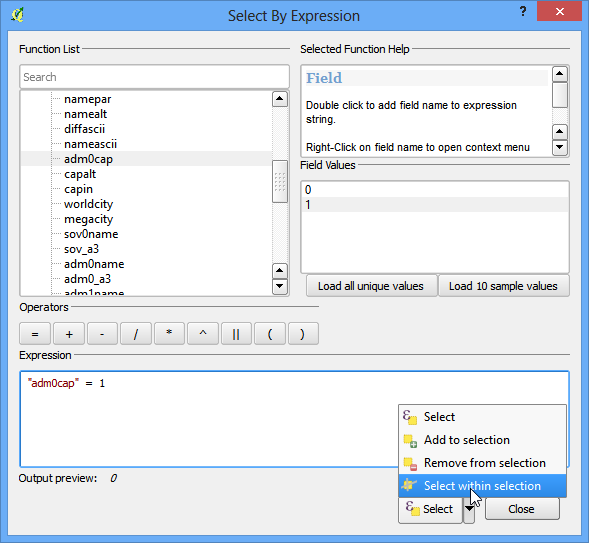 Select By Expression
?
Function List
Search
namepar
namealt
diffascii
nameascii
adm0cap
capalt
capin
worldcity
megacity
sov0name
sov_a3
adm0name
adm0_a3
adm1name
Selected Function Help
Field
Double click to add field name to expression
string.
Right-Click on field name to open context menu
Field Values
0
1
Load all unique values Load 10 sample values
Operators
= + - / * ^ || ( )
Expression
"adm0cap" = 1
Output preview: 0
Select
Add to selection
Remove from selection
Select within selection
Select Close